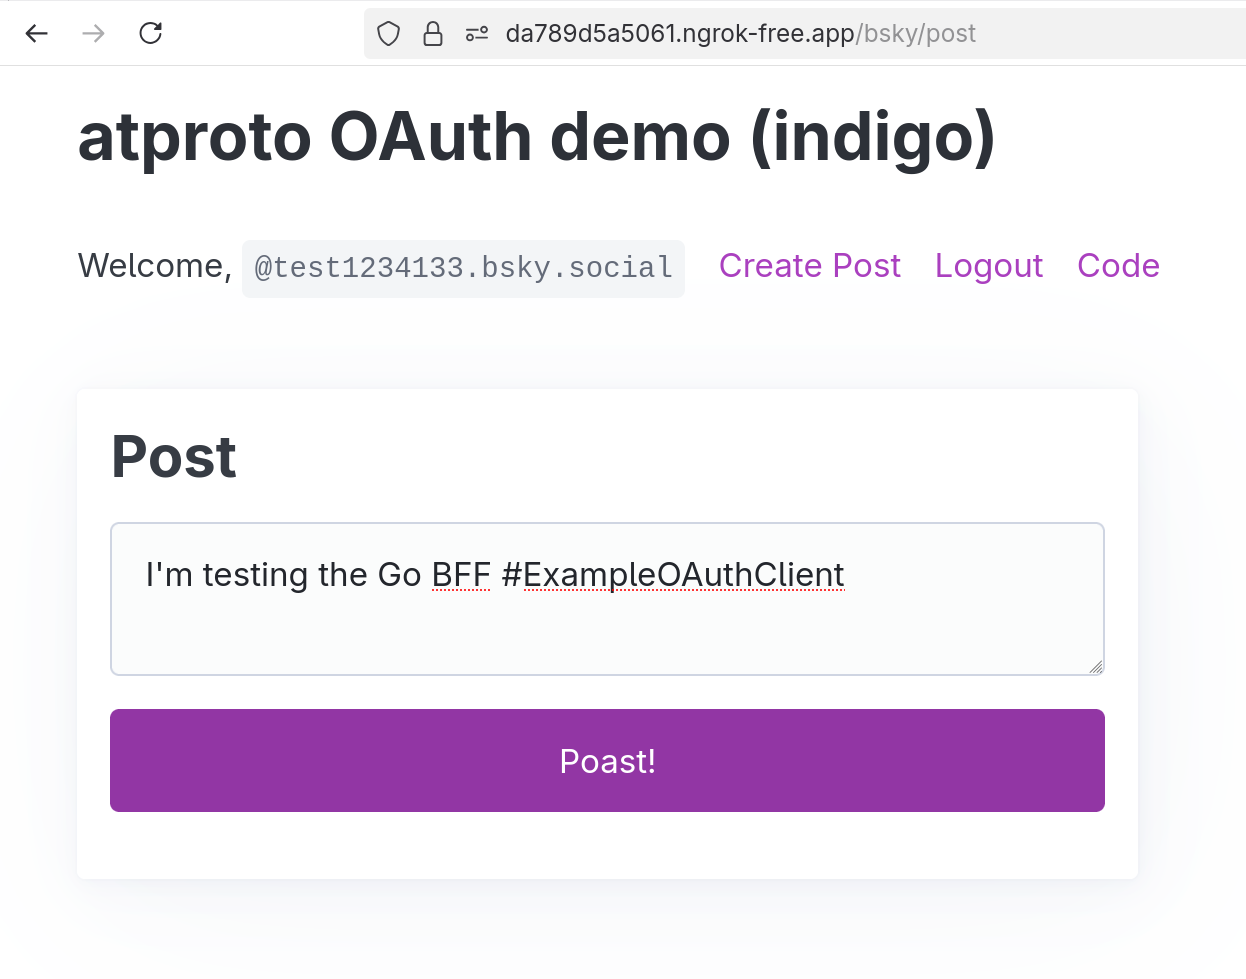 da789d5a5061.ngrok-free.app/bsky/post
atproto OAuth demo (indigo)
Welcome, @test1234133.bsky.social Create Post Logout Code
Post
I'm testing the Go BFF #ExampleOAuthClient
Poast!